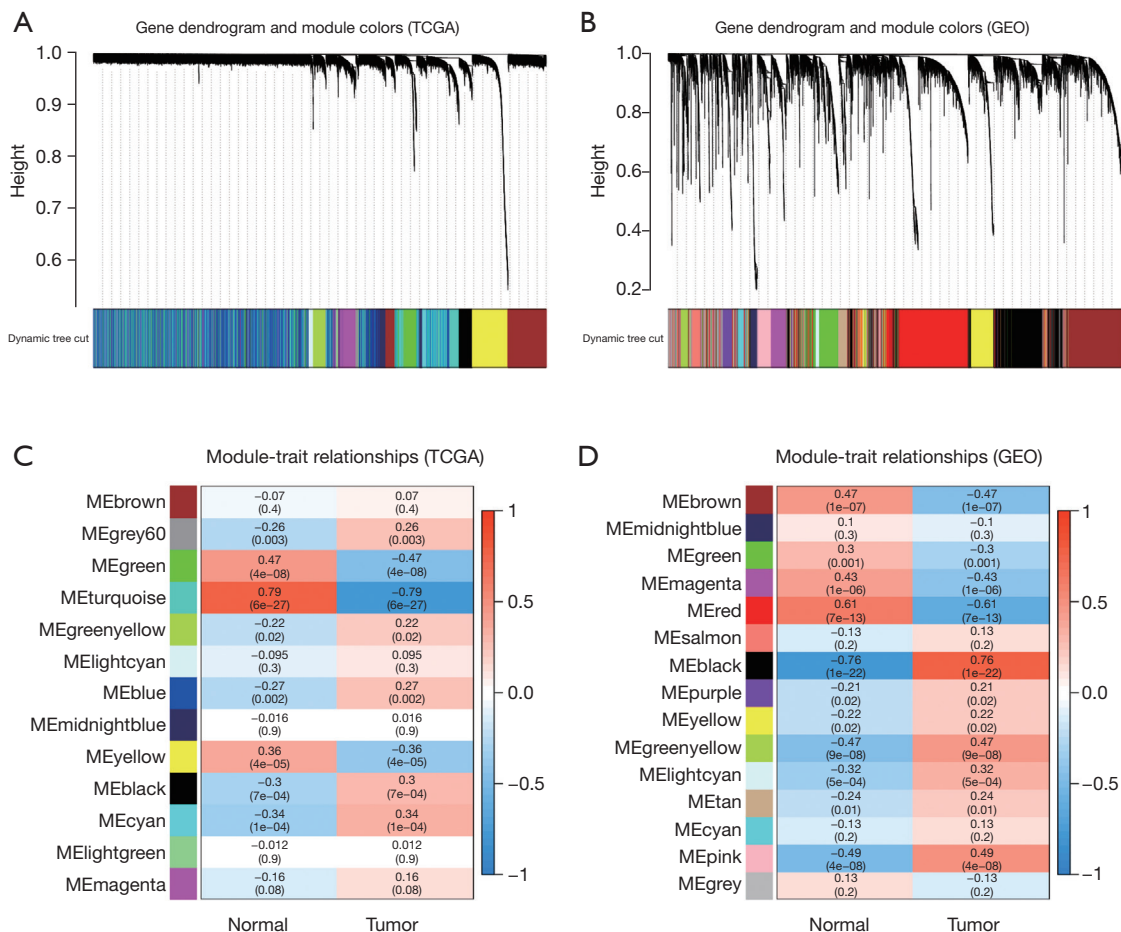 A
Gene dendrogram and module colors (TCGA)
1.0
0.9
0.8
0.7
0.6
Height
Dynamic tree cut
B
Gene dendrogram and module colors (GEO)
1.0
0.8
0.6
0.4
0.2
Height
Dynamic tree cut
C
Module-trait relationships (TCGA)
MEbrown
−0.07
(0.4)
0.07
(0.4)
MEgrey60
−0.26
(0.003)
0.26
(0.003)
MEgreen
0.47
(4e−08)
−0.47
(4e−08)
MEturquoise
0.79
(6e−27)
−0.79
(6e−27)
MEgreenyellow
−0.22
(0.02)
0.22
(0.02)
MElightcyan
−0.095
(0.3)
0.095
(0.3)
MEblue
−0.27
(0.002)
0.27
(0.002)
MEmidnightblue
−0.016
(0.9)
0.016
(0.9)
MEyellow
0.36
(4e−05)
−0.36
(4e−05)
MEblack
−0.3
(7e−04)
0.3
(7e−04)
MEcyan
−0.34
(1e−04)
0.34
(1e−04)
MElightgreen
−0.012
(0.9)
0.012
(0.9)
MEmagenta
−0.16
(0.08)
0.16
(0.08)
Normal
Tumor
1
0.5
0.0
−0.5
−1
D
Module-trait relationships (GEO)
MEbrown
0.47
(1e−07)
−0.47
(1e−07)
MEmidnightblue
0.1
(0.3)
−0.1
(0.3)
MEgreen
0.3
(0.001)
−0.3
(0.001)
MEmagenta
0.43
(1e−06)
−0.43
(1e−06)
MEred
0.61
(7e−13)
−0.61
(7e−13)
MEsalmon
−0.13
(0.2)
0.13
(0.2)
MEblack
−0.76
(1e−22)
0.76
(1e−22)
MEpurple
−0.21
(0.02)
0.21
(0.02)
MEyellow
−0.22
(0.02)
0.22
(0.02)
MEgreenyellow
−0.47
(9e−08)
0.47
(9e−08)
MElightcyan
−0.32
(5e−04)
0.32
(5e−04)
MEtan
−0.24
(0.01)
0.24
(0.01)
MEcyan
−0.13
(0.2)
0.13
(0.2)
MEpink
−0.49
(4e−08)
0.49
(4e−08)
MEgrey
0.13
(0.2)
−0.13
(0.2)
Normal
Tumor
1
0.5
0.0
−0.5
−1